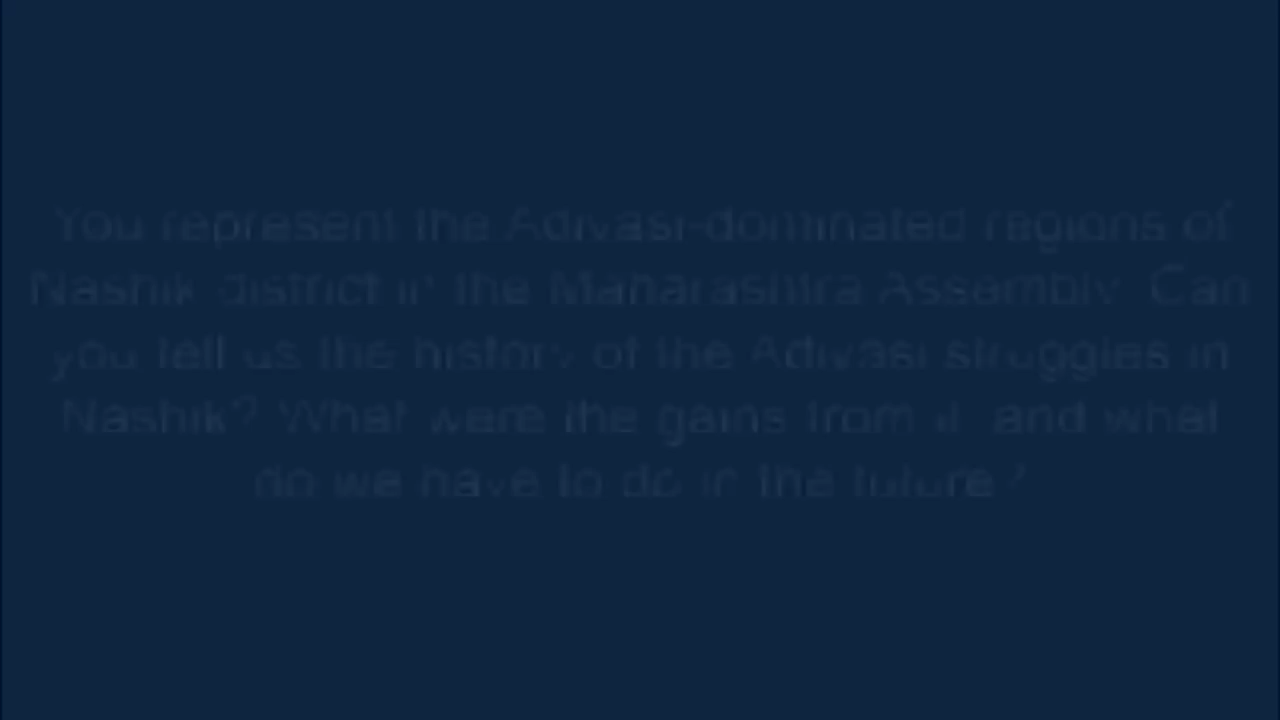 You represent the Adivasi-dominated regions of
Nashik district in the Maharashtra Assembly. Can
you tell us the history of the Adivasi struggles in
Nashik? What were the gains from it, and what
do we have to do in the future?